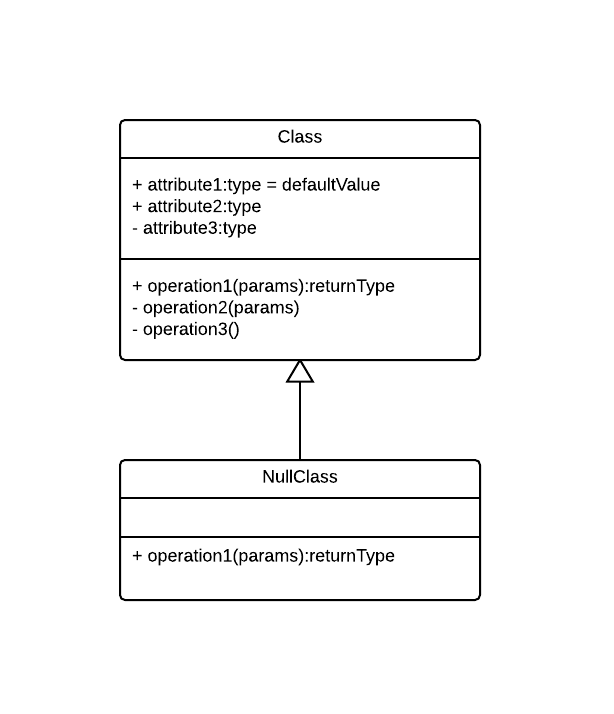 Class
+ attribute1:type = defaultValue
+ attribute2:type
- attribute3:type
+ operation1(params):returnType
- operation2(params)
- operation3()
NullClass
+ operation1(params):returnType